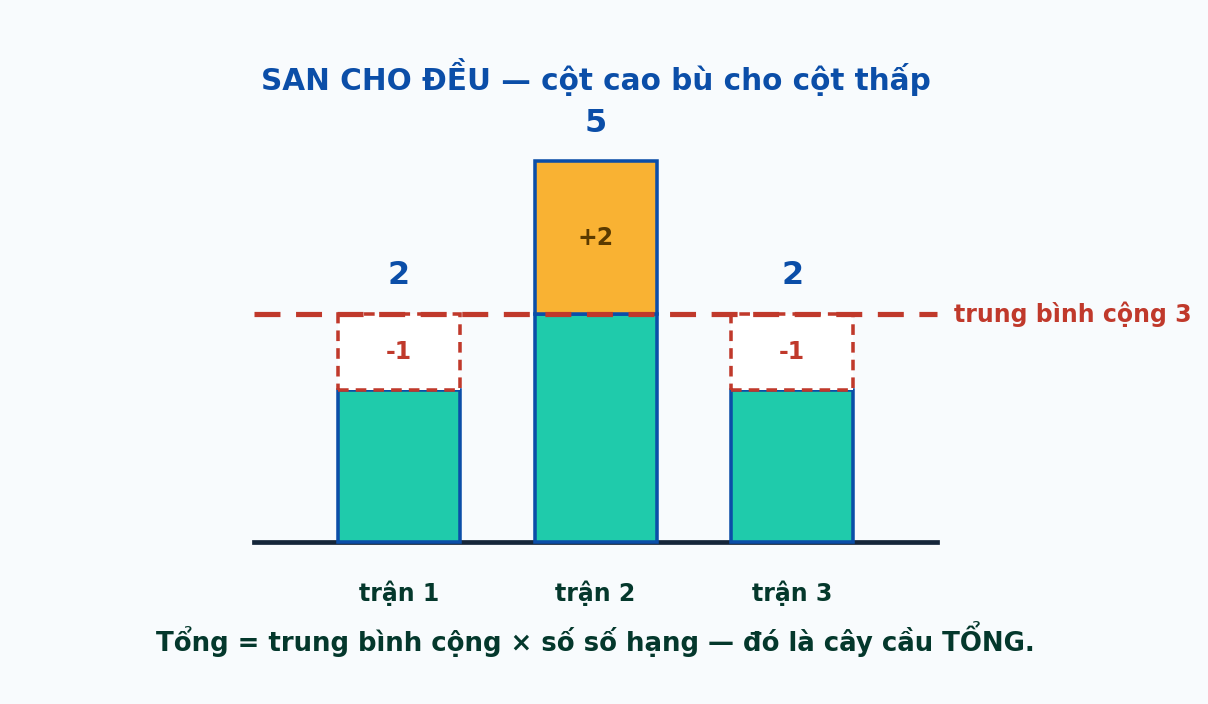 SAN CHO ĐỀU — cột cao bù cho cột thấp
5
+2
2
2
trung bình cộng 3
-1
-1
trận 1
trận 2
trận 3
Tổng = trung bình cộng × số số hạng — đó là cây cầu TỔNG.